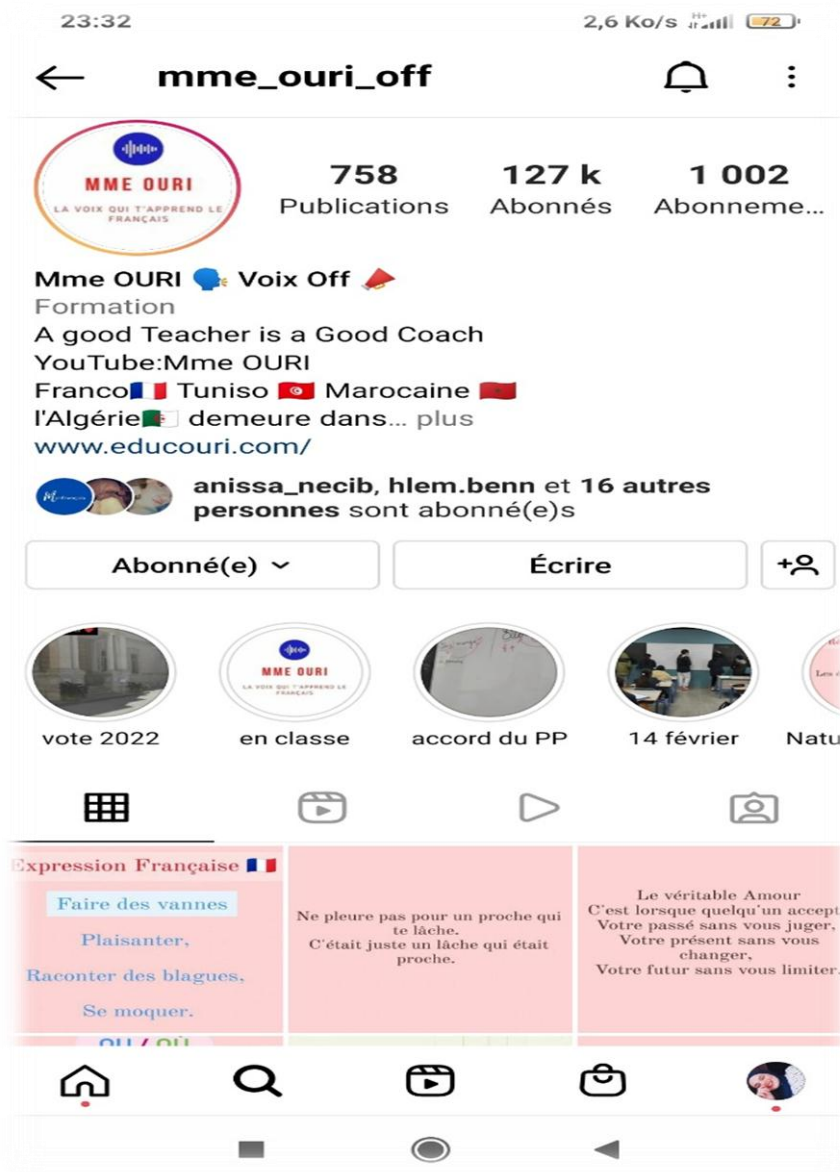 23:32
2,6 Ko/s H+ 72
mme_ouri_off
MME OURI
LA VOIX QUI T'APPREND LE
FRANÇAIS
758
Publications
127 k
Abonnés
1 002
Abonneme...
Mme OURI 🗣️ Voix Off 📣
Formation
A good Teacher is a Good Coach
YouTube:Mme OURI
Franco🇫🇷 Tuniso 🇹🇳 Marocaine 🇲🇦
l'Algérie🇩🇿 demeure dans... plus
www.educouri.com/
anissa_necib, hlem.benn et 16 autres
personnes sont abonné(e)s
Abonné(e)
Écrire
MME OURI
LA VOIX QUI T'APPREND LE
FRANÇAIS
vote 2022
en classe
accord du PP
14 février
Natu
Expression Française 🇫🇷
Faire des vannes
Plaisanter,
Raconter des blagues,
Se moquer.
Ne pleure pas pour un proche qui
te lâche.
C'était juste un lâche qui était
proche.
Le véritable Amour
C'est lorsque quelqu'un accept
Votre passé sans vous juger,
Votre présent sans vous
changer,
Votre futur sans vous limiter.
OU / OÙ